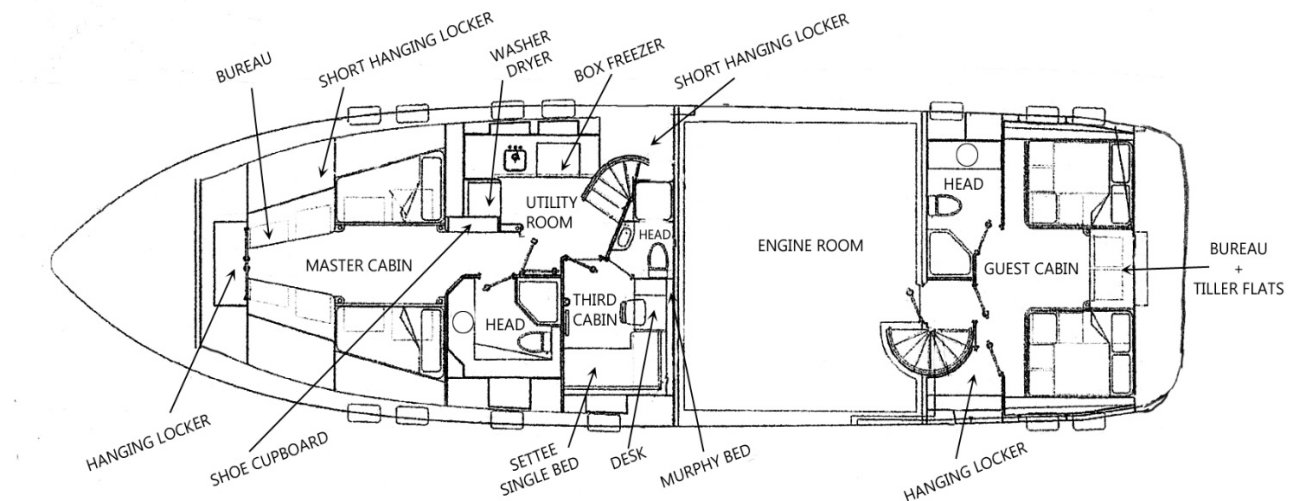 BUREAU
SHORT HANGING LOCKER
WASHER
DRYER
BOX FREEZER
SHORT HANGING LOCKER
UTILITY
ROOM
HEAD
HEAD
ENGINE ROOM
MASTER CABIN
GUEST CABIN
BUREAU
+
TILLER FLATS
THIRD
CABIN
HEAD
HANGING LOCKER
SHOE CUPBOARD
SETTEE
SINGLE BED
DESK
MURPHY BED
HANGING LOCKER